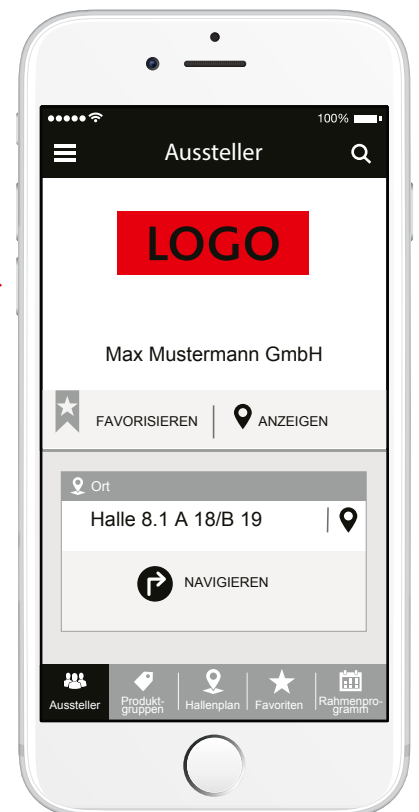 100%
Aussteller
LOGO
Max Mustermann GmbH
FAVORISIEREN
ANZEIGEN
Ort
Halle 8.1 A 18/B 19
NAVIGIEREN
Aussteller
Produkt-
gruppen
Hallenplan
Favoriten
Rahmenpro-
gramm